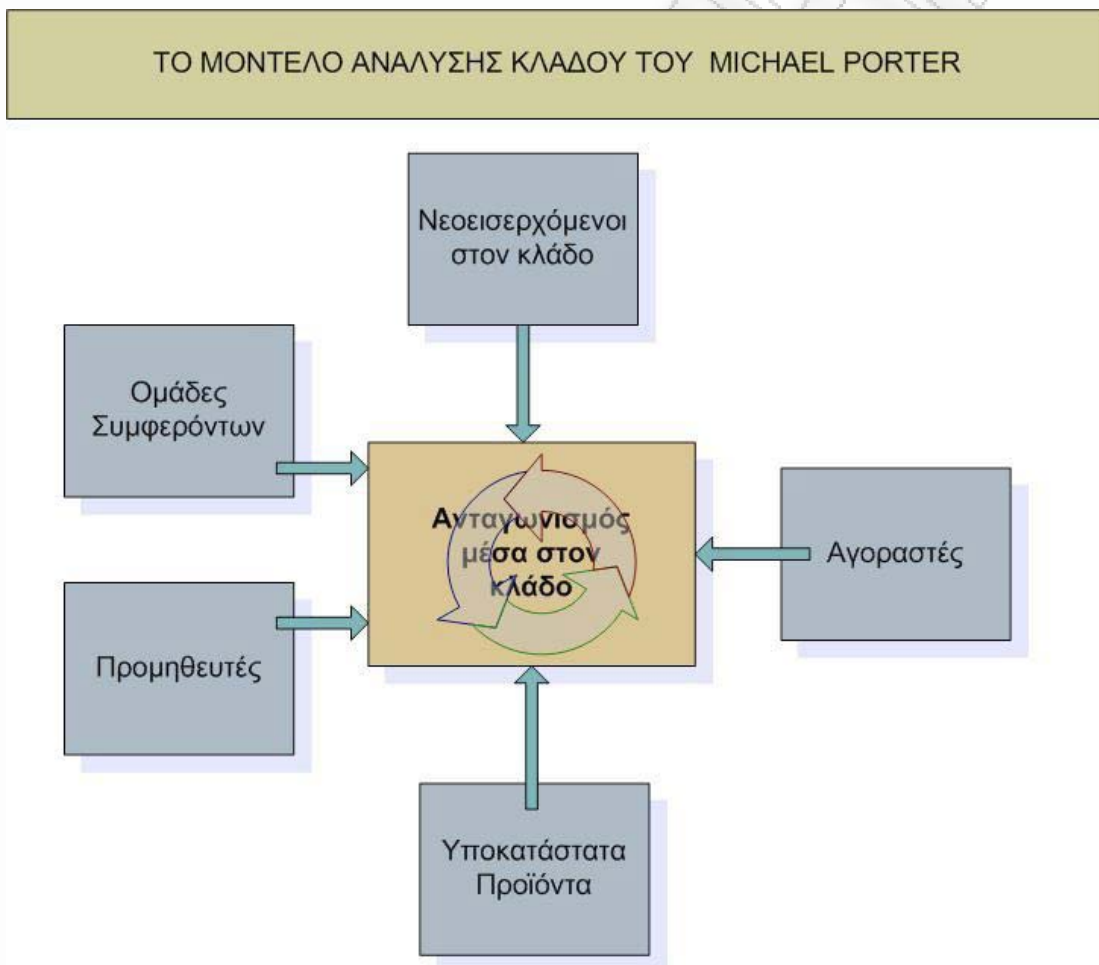 ΤΟ ΜΟΝΤΕΛΟ ΑΝΑΛΥΣΗΣ ΚΛΑΔΟΥ ΤΟΥ MICHAEL PORTER
Νεοεισερχόμενοι
στον κλάδο
Ομάδες
Συμφερόντων
Ανταγωνισμός
μέσα στον
κλάδο
Αγοραστές
Προμηθευτές
Υποκατάστατα
Προϊόντα